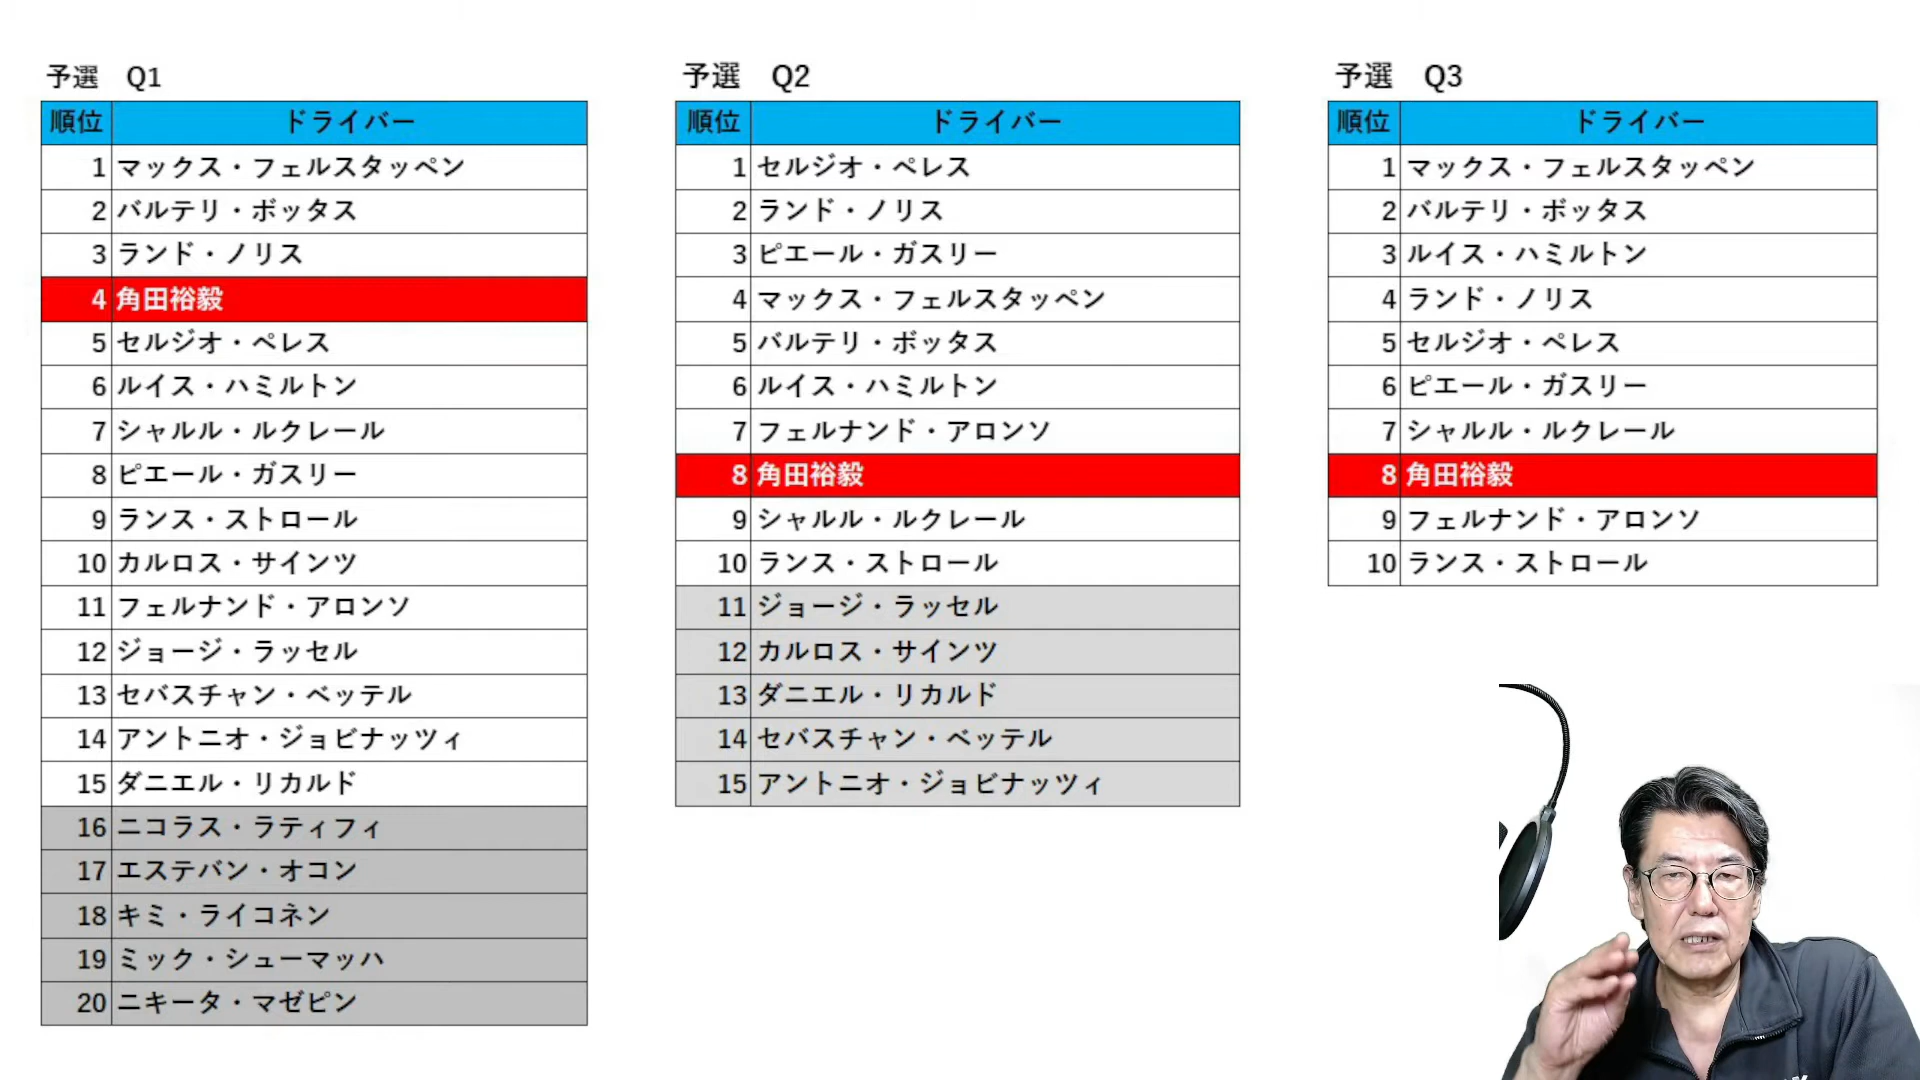 予選 Q1
順位 ドライバー
1 マックス・フェルスタッペン
2 バルテリ・ボッタス
3 ランド・ノリス
4 角田裕毅
5 セルジオ・ペレス
6 ルイス・ハミルトン
7 シャルル・ルクレール
8 ピエール・ガスリー
9 ランス・ストロール
10 カルロス・サインツ
11 フェルナンド・アロンソ
12 ジョージ・ラッセル
13 セバスチャン・ベッテル
14 アントニオ・ジョビナッツィ
15 ダニエル・リカルド
16 ニコラス・ラティフィ
17 エステバン・オコン
18 キミ・ライコネン
19 ミック・シューマッハ
20 ニキータ・マゼピン
予選 Q2
順位 ドライバー
1 セルジオ・ペレス
2 ランド・ノリス
3 ピエール・ガスリー
4 マックス・フェルスタッペン
5 バルテリ・ボッタス
6 ルイス・ハミルトン
7 フェルナンド・アロンソ
8 角田裕毅
9 シャルル・ルクレール
10 ランス・ストロール
11 ジョージ・ラッセル
12 カルロス・サインツ
13 ダニエル・リカルド
14 セバスチャン・ベッテル
15 アントニオ・ジョビナッツィ
予選 Q3
順位 ドライバー
1 マックス・フェルスタッペン
2 バルテリ・ボッタス
3 ルイス・ハミルトン
4 ランド・ノリス
5 セルジオ・ペレス
6 ピエール・ガスリー
7 シャルル・ルクレール
8 角田裕毅
9 フェルナンド・アロンソ
10 ランス・ストロール